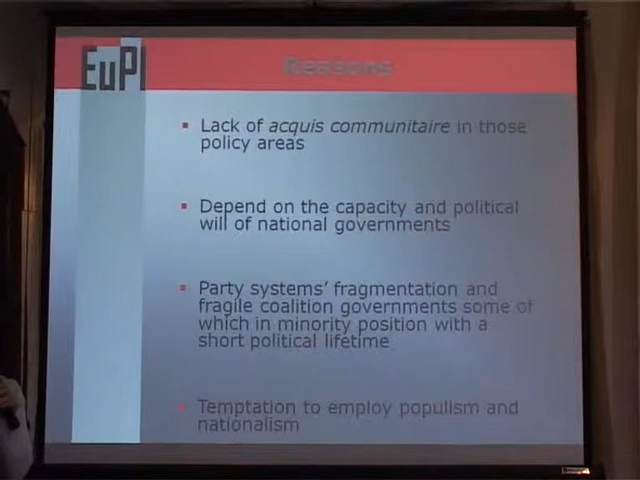 EuPI
Reasons
Lack of acquis communitaire in those
policy areas
Depend on the capacity and political
will of national governments
Party systems' fragmentation and
fragile coalition governments some of
which in minority position with a
short political lifetime
Temptation to employ populism and
nationalism